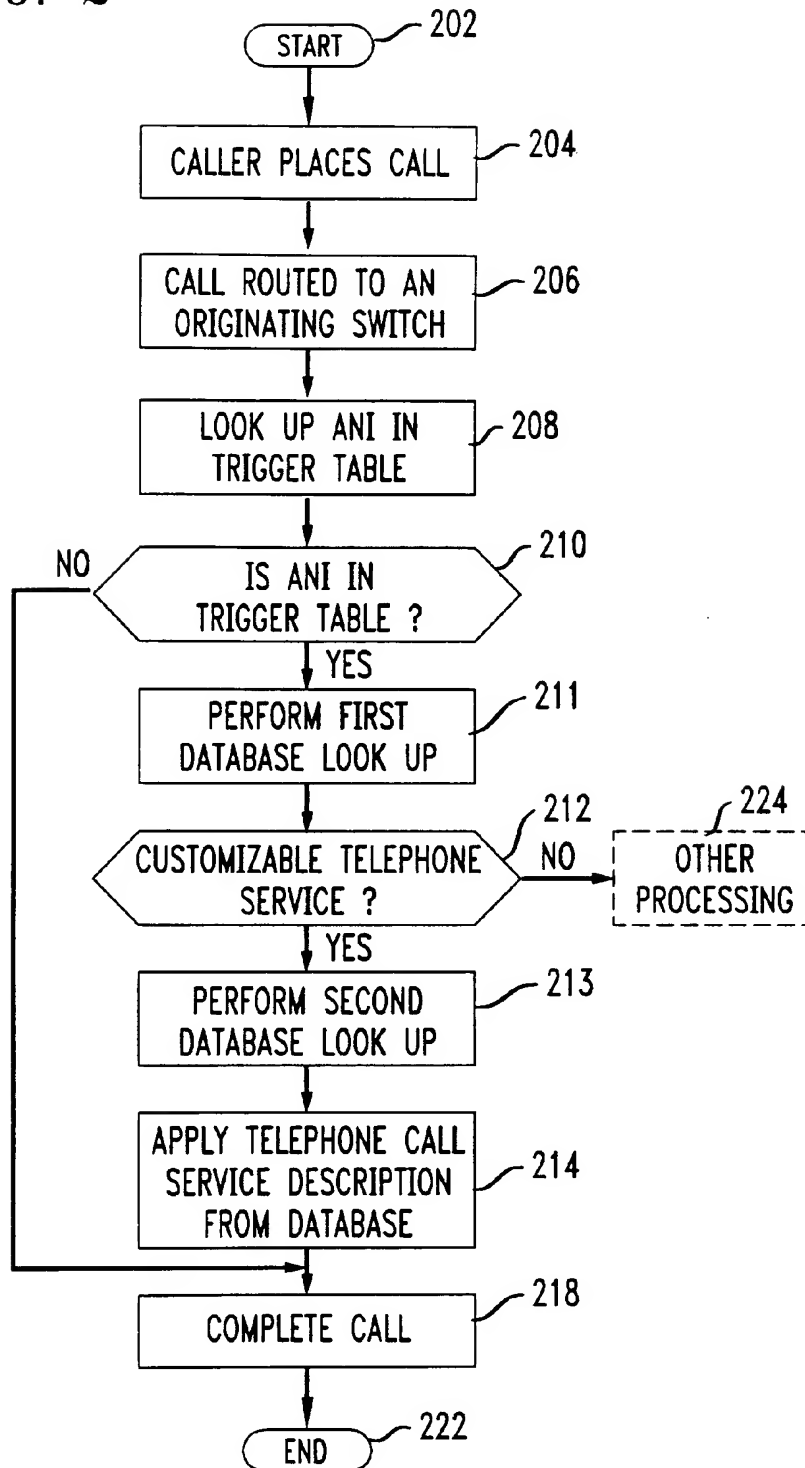 START
202
CALLER PLACES CALL
204
CALL ROUTED TO AN
ORIGINATING SWITCH
206
LOOK UP ANI IN
TRIGGER TABLE
208
210
NO
IS ANI IN
TRIGGER TABLE ?
YES
211
PERFORM FIRST
DATABASE LOOK UP
212
CUSTOMIZABLE TELEPHONE
SERVICE ?
NO
224
OTHER
PROCESSING
YES
213
PERFORM SECOND
DATABASE LOOK UP
APPLY TELEPHONE CALL
SERVICE DESCRIPTION
FROM DATABASE
214
218
COMPLETE CALL
END
222